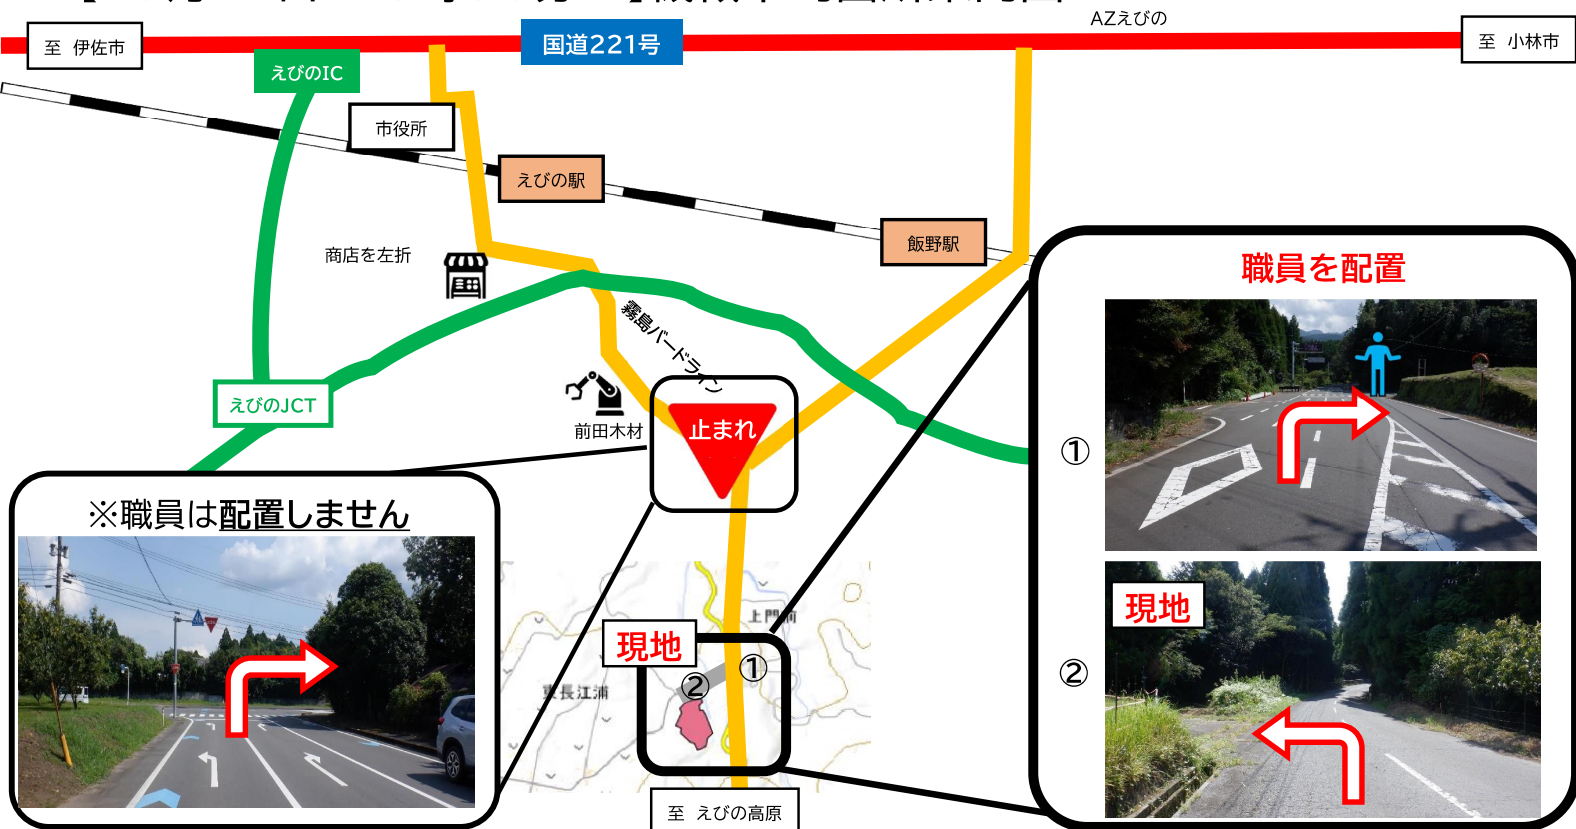 AZえびの
至 伊佐市
国道221号
至 小林市
えびのIC
市役所
えびの駅
飯野駅
商店を左折
職員を配置
霧島バードライン
えびのJCT
前田木材
止まれ
①
※職員は配置しません
現地
上門前
現地
①
②
東長江浦
②
至 えびの高原